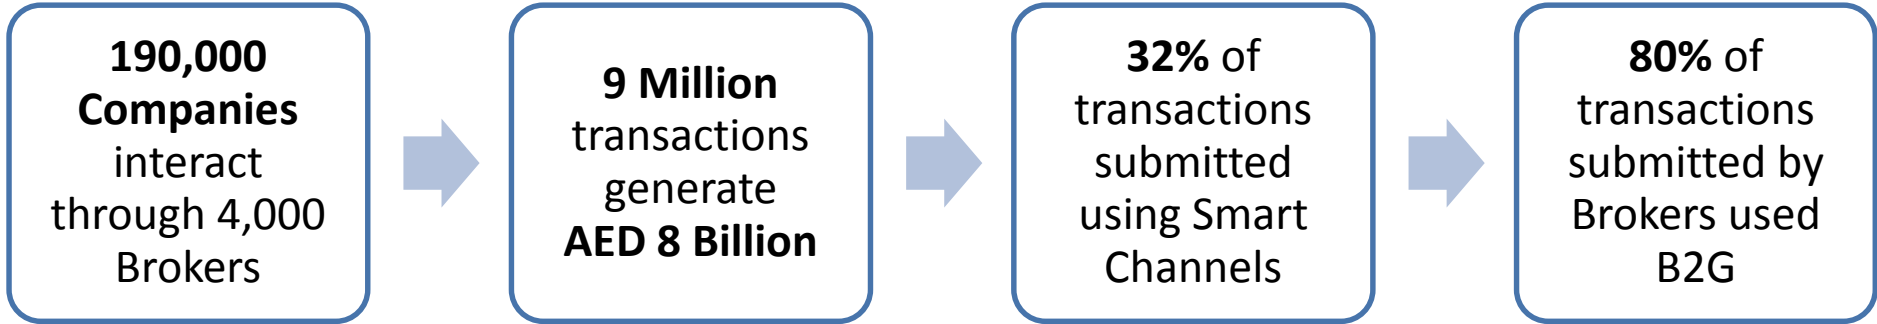 190,000
Companies
interact
through 4,000
Brokers
9 Million
transactions
generate
AED 8 Billion
32% of
transactions
submitted
using Smart
Channels
80% of
transactions
submitted by
Brokers used
B2G